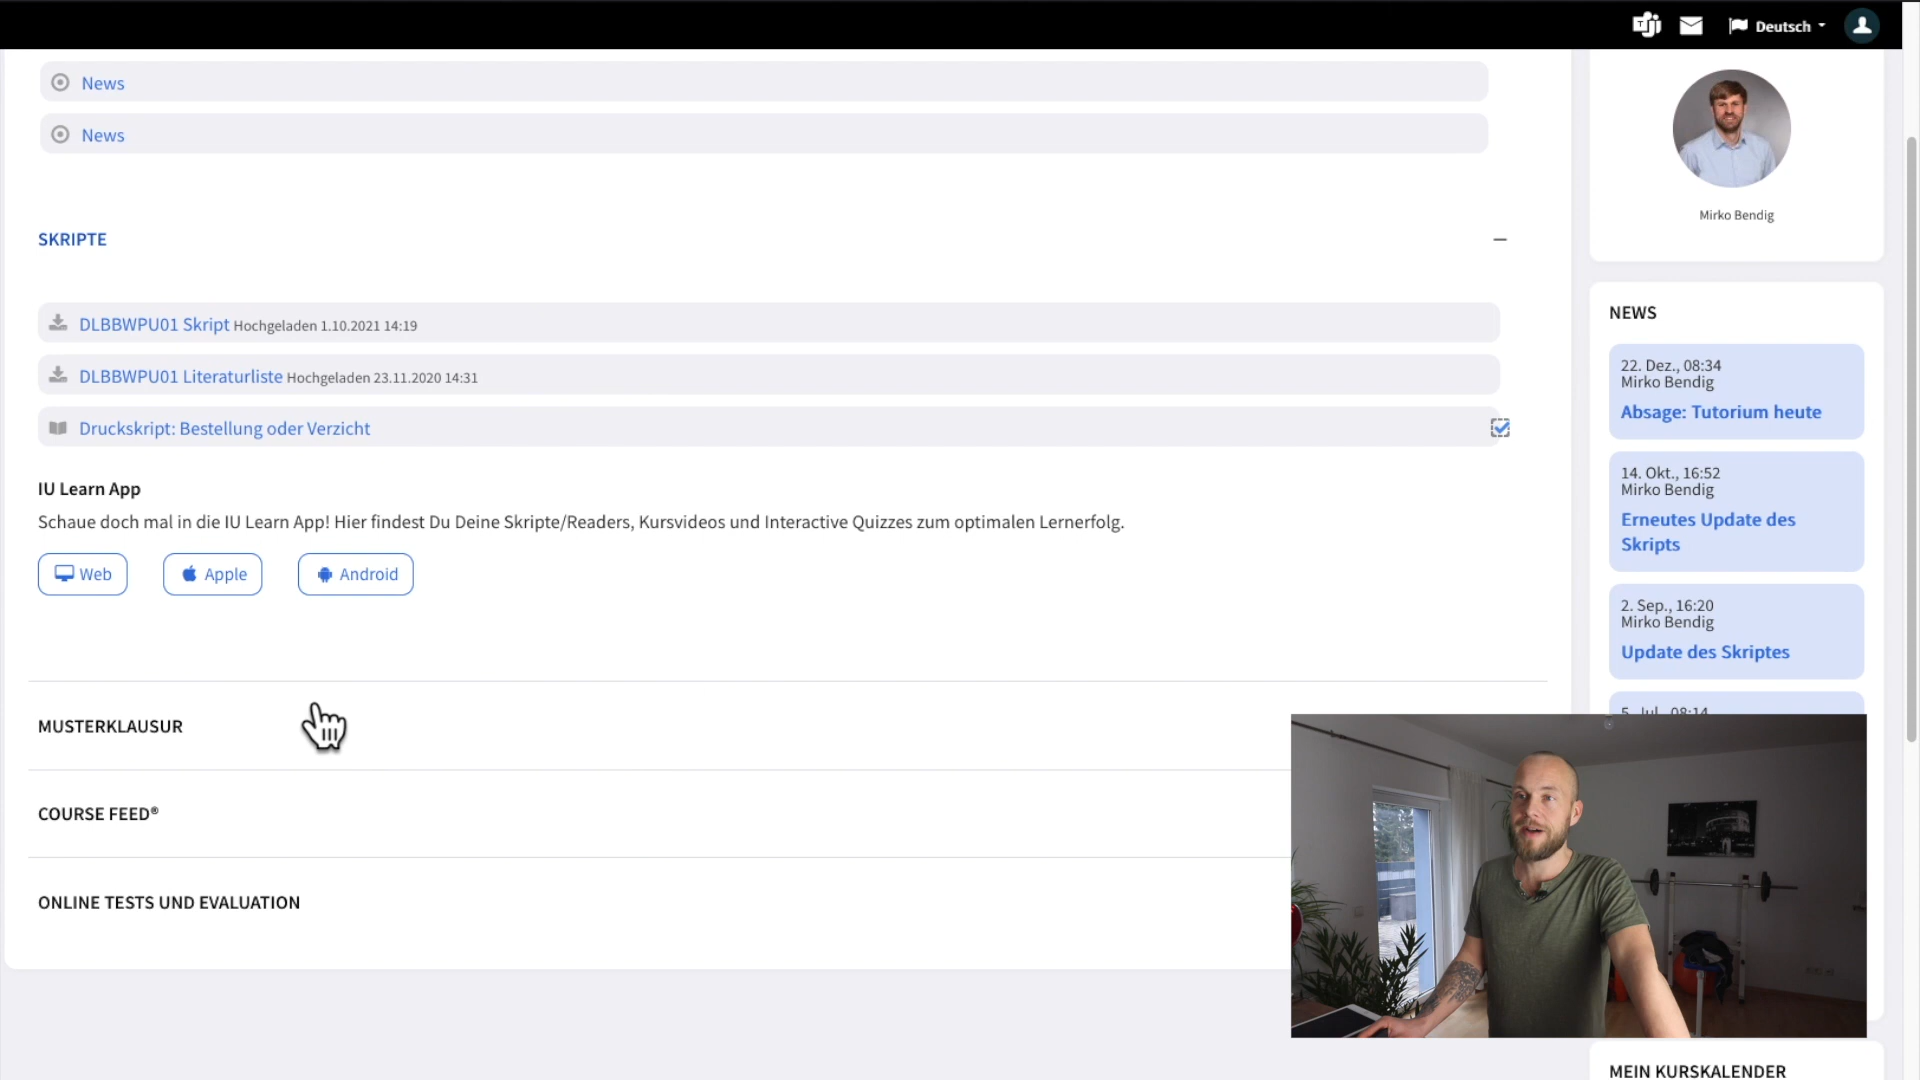 Deutsch
News
News
Mirko Bendig
SKRIPTE
DLBBWPU01 Skript Hochgeladen 1.10.2021 14:19
DLBBWPU01 Literaturliste Hochgeladen 23.11.2020 14:31
Druckskript: Bestellung oder Verzicht
IU Learn App
Schaue doch mal in die IU Learn App! Hier findest Du Deine Skripte/Readers, Kursvideos und Interactive Quizzes zum optimalen Lernerfolg.
Web
Apple
Android
MUSTERKLAUSUR
COURSE FEED®
ONLINE TESTS UND EVALUATION
NEWS
22. Dez., 08:34
Mirko Bendig
Absage: Tutorium heute
14. Okt., 16:52
Mirko Bendig
Erneutes Update des
Skripts
2. Sep., 16:20
Mirko Bendig
Update des Skriptes
5. Jul., 08:14
MEIN KURSKALENDER